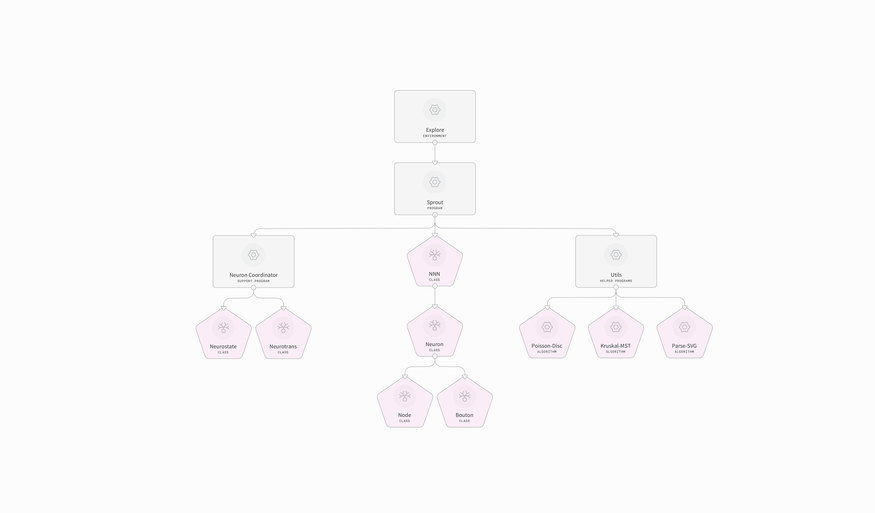 Explore
ENVIRONMENT
Sprout
PROGRAM
Neuron Coordinator
SUPPORT PROGRAM
NNN
CLASS
Utils
HELPER PROGRAMS
Neurostate
CLASS
Neurotrans
CLASS
Neuron
CLASS
Poisson-Disc
ALGORITHM
Kruskal-MST
ALGORITHM
Parse-SVG
ALGORITHM
Node
CLASS
Bouton
CLASS